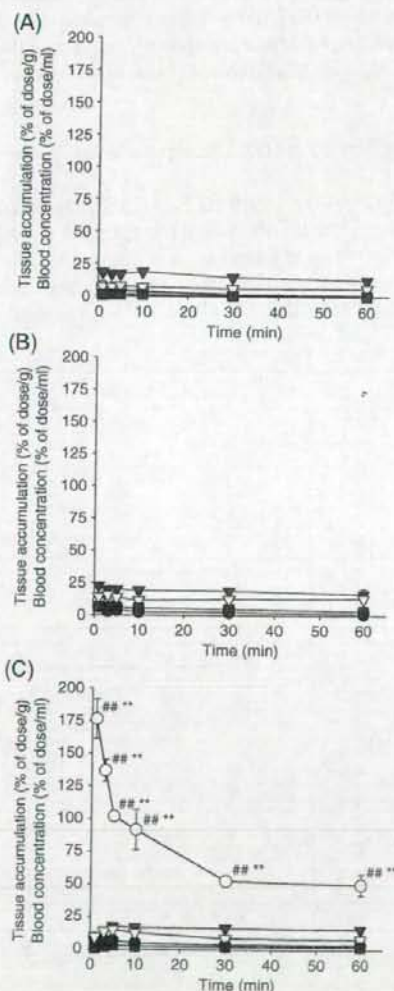 (A)
Tissue accumulation (% of dose/g)
Blood concentration (% of dose/ml)
200
175
150
125
100
75
50
25
0
0 10 20 30 40 50 60
Time (min)
(B)
Tissue accumulation (% of dose/g)
Blood concentration (% of dose/ml)
200
175
150
125
100
75
50
25
0
0 10 20 30 40 50 60
Time (min)
(C)
Tissue accumulation (% of dose/g)
Blood concentration (% of dose/ml)
200
175
150
125
100
75
50
25
0
## **
## **
## **
## **
## **
## **
0 10 20 30 40 50 60
Time (min)